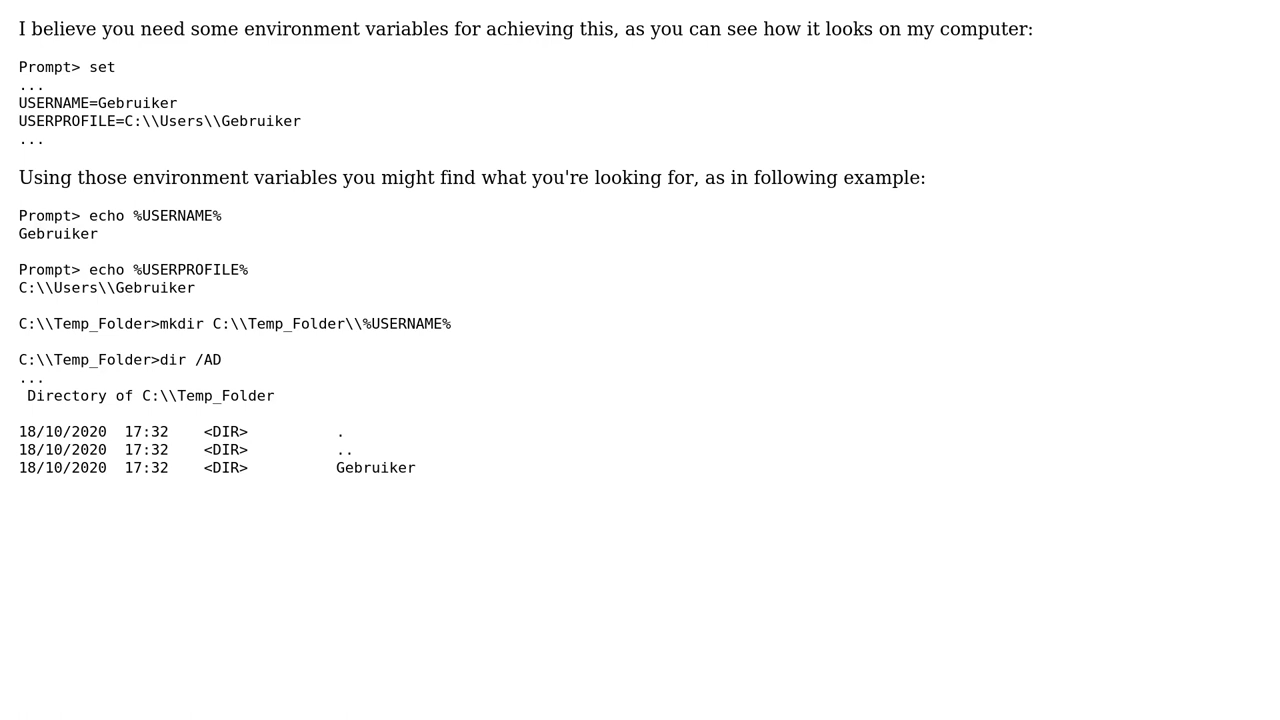 I believe you need some environment variables for achieving this, as you can see how it looks on my computer:
Prompt> set
...
USERNAME=Gebruiker
USERPROFILE=C:\\Users\\Gebruiker
...
Using those environment variables you might find what you're looking for, as in following example:
Prompt> echo %USERNAME%
Gebruiker
Prompt> echo %USERPROFILE%
C:\\Users\\Gebruiker
C:\\Temp_Folder>mkdir C:\\Temp_Folder\\%USERNAME%
C:\\Temp_Folder>dir /AD
...
 Directory of C:\\Temp_Folder
18/10/2020  17:32    <DIR>          .
18/10/2020  17:32    <DIR>          ..
18/10/2020  17:32    <DIR>          Gebruiker